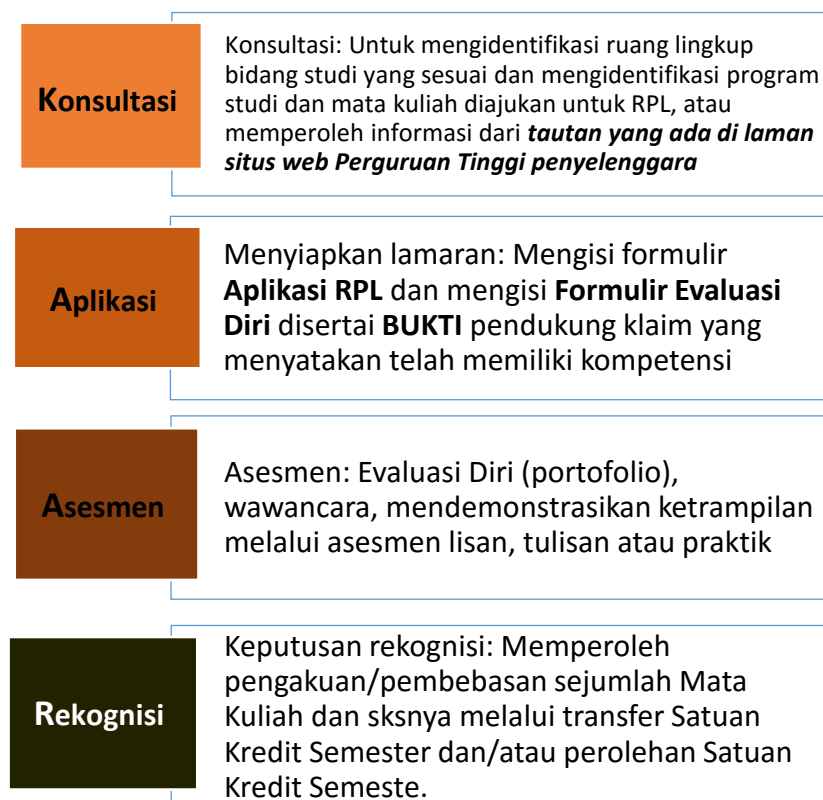 Konsultasi
Konsultasi: Untuk mengidentifikasi ruang lingkup
bidang studi yang sesuai dan mengidentifikasi program
studi dan mata kuliah diajukan untuk RPL, atau
memperoleh informasi dari tautan yang ada di laman
situs web Perguruan Tinggi penyelenggara
Aplikasi
Menyiapkan lamaran: Mengisi formulir
Aplikasi RPL dan mengisi Formulir Evaluasi
Diri disertai BUKTI pendukung klaim yang
menyatakan telah memiliki kompetensi
Asesmen
Asesmen: Evaluasi Diri (portofolio),
wawancara, mendemonstrasikan ketrampilan
melalui asesmen lisan, tulisan atau praktik
Rekognisi
Keputusan rekognisi: Memperoleh
pengakuan/pembebasan sejumlah Mata
Kuliah dan sksnya melalui transfer Satuan
Kredit Semester dan/atau perolehan Satuan
Kredit Semeste.